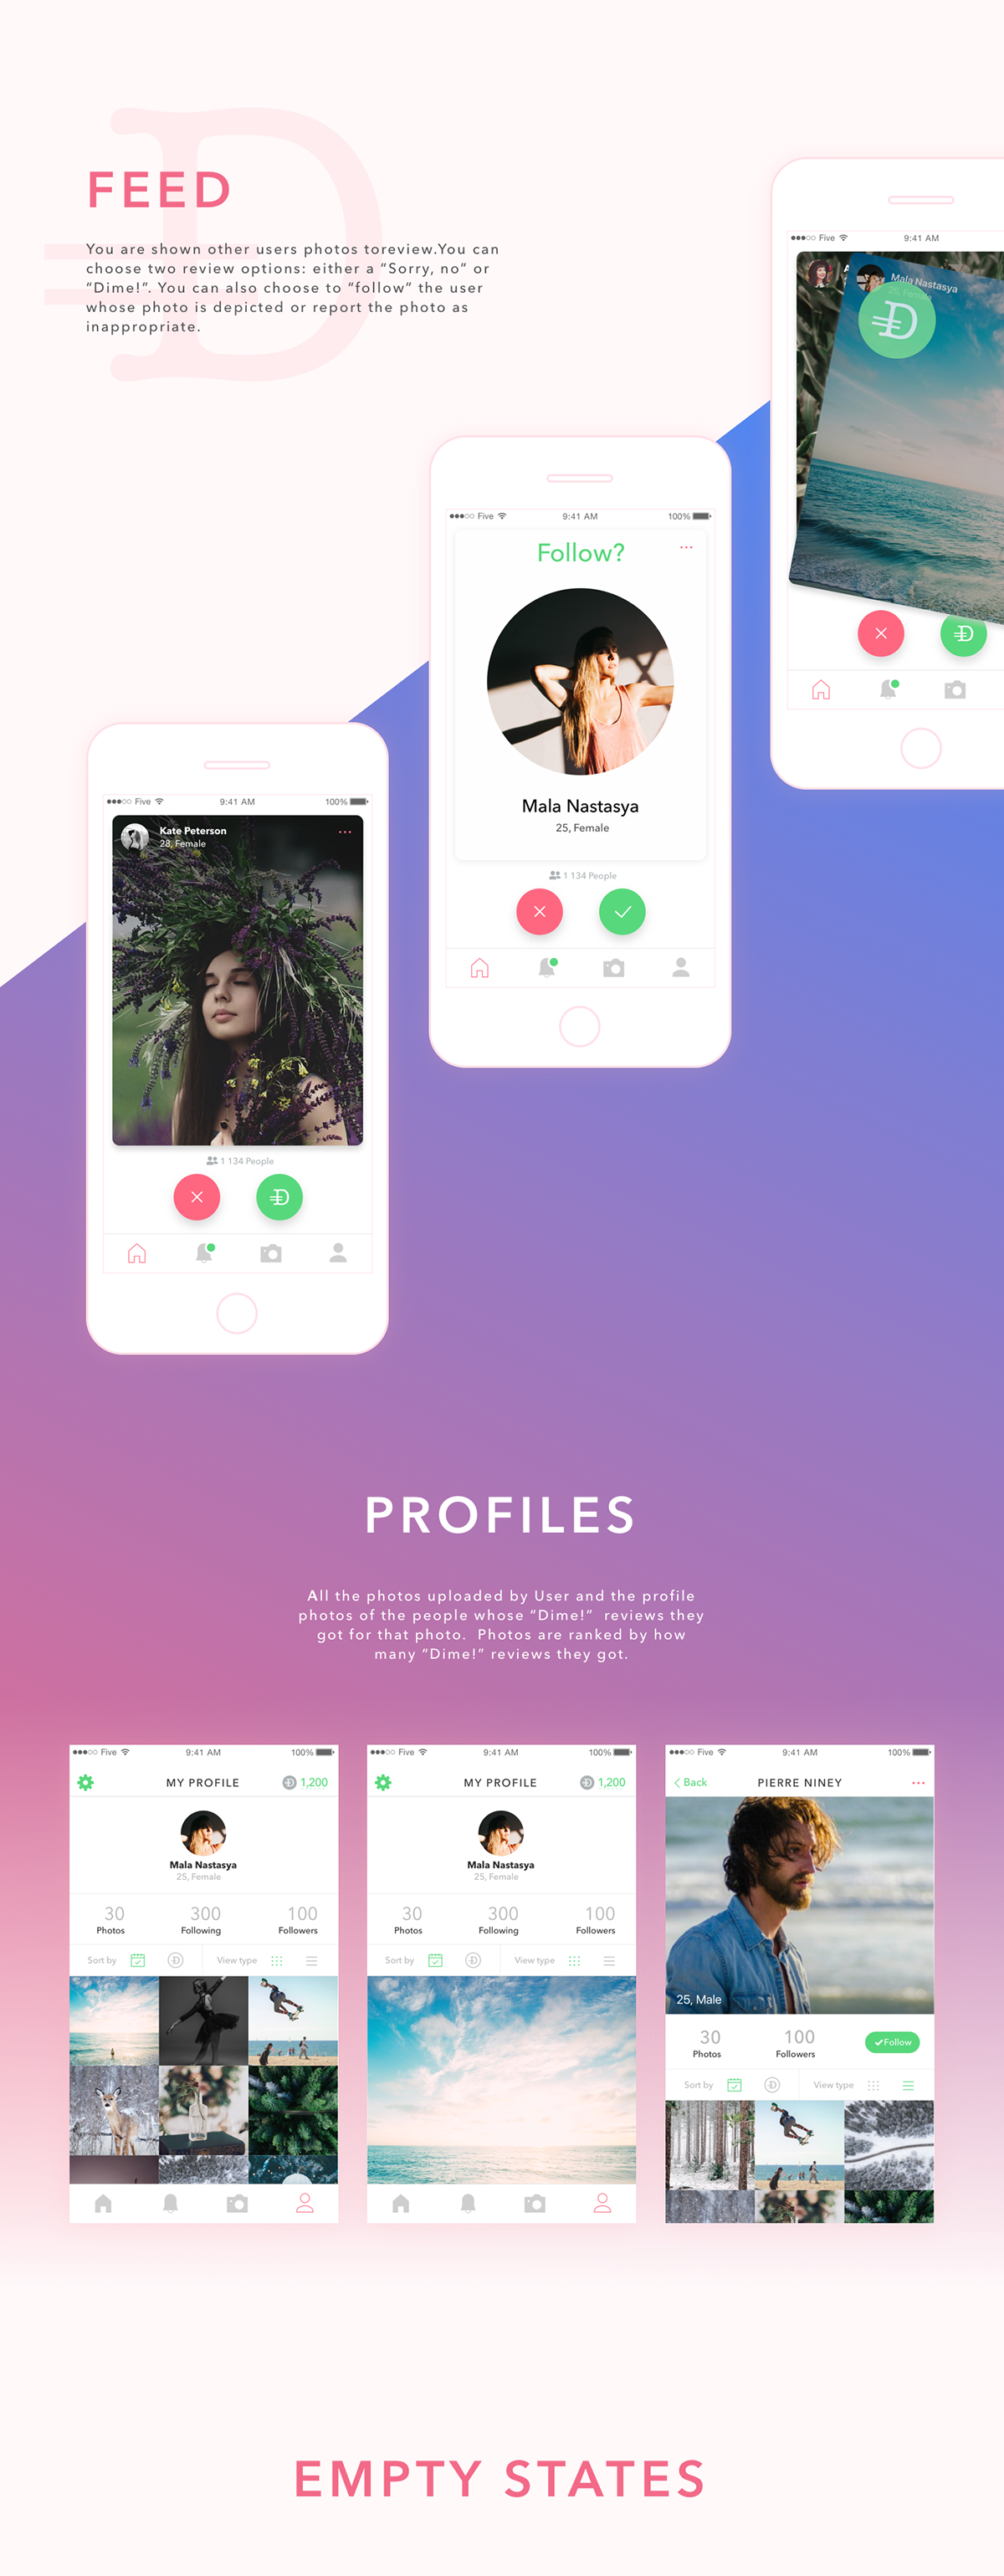 FEED
You are shown other users photos toreview.You can
choose two review options: either a “Sorry, no” or
“Dime!”. You can also choose to “follow” the user
whose photo is depicted or report the photo as
inappropriate.
Five 9:41 AM
Mala Nastasya
25, Female
Five 9:41 AM 100%
Follow?
Mala Nastasya
25, Female
1 134 People
Five 9:41 AM 100%
Kate Peterson
28, Female
1 134 People
PROFILES
All the photos uploaded by User and the profile
photos of the people whose “Dime!” reviews they
got for that photo. Photos are ranked by how
many “Dime!” reviews they got.
Five 9:41 AM 100%
MY PROFILE 1,200
Mala Nastasya
25, Female
30 300 100
Photos Following Followers
Sort by View type
Five 9:41 AM 100%
MY PROFILE 1,200
Mala Nastasya
25, Female
30 300 100
Photos Following Followers
Sort by View type
Five 9:41 AM 100%
Back PIERRE NINEY
25, Male
30 100
Photos Followers
Follow
Sort by View type
EMPTY STATES